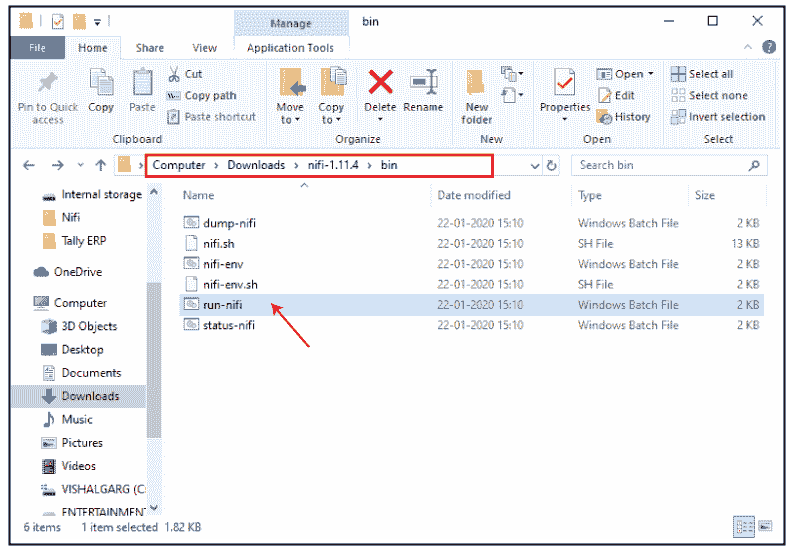 Manage bin
File Home Share View Application Tools
Pin to Quick access
Copy
Paste
Cut
Copy path
Paste shortcut
Clipboard
Move to
Copy to
Delete
Rename
Organize
New folder
New
Properties
Open
Edit
History
Open
Select all
Select none
Invert selection
Select
Computer Downloads nifi-1.11.4 bin
Search bin
Internal storage
Nifi
Tally ERP
OneDrive
Computer
3D Objects
Desktop
Documents
Downloads
Music
Pictures
Videos
VISHALGARG (C
ENTERTAINMENT
Name Date modified Type Size
dump-nifi 22-01-2020 15:10 Windows Batch File 2 KB
nifi.sh 22-01-2020 15:10 SH File 13 KB
nifi-env 22-01-2020 15:10 Windows Batch File 2 KB
nifi-env.sh 22-01-2020 15:10 SH File 2 KB
run-nifi 22-01-2020 15:10 Windows Batch File 2 KB
status-nifi 22-01-2020 15:10 Windows Batch File 2 KB
6 items 1 item selected 1.82 KB